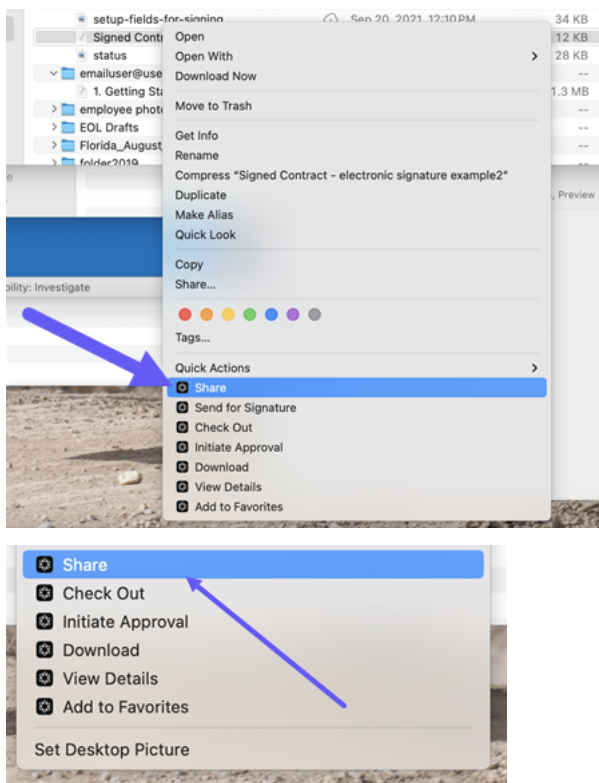 setup-fields-for-signing Sep 20, 2021, 12:10 PM 34 KB
Signed Contr 12 KB
status 28 KB
emailuser@use --
1. Getting Sta 1.3 MB
employee phot --
EOL Drafts --
Florida_August_ --
folder2019 --
Open
Open With
Download Now
Move to Trash
Get Info
Rename
Compress “Signed Contract - electronic signature example2”
Duplicate
Make Alias
Quick Look
Copy
Share...
Tags...
Quick Actions
Share
Send for Signature
Check Out
Initiate Approval
Download
View Details
Add to Favorites
, Preview
bility: Investigate
Share
Check Out
Initiate Approval
Download
View Details
Add to Favorites
Set Desktop Picture